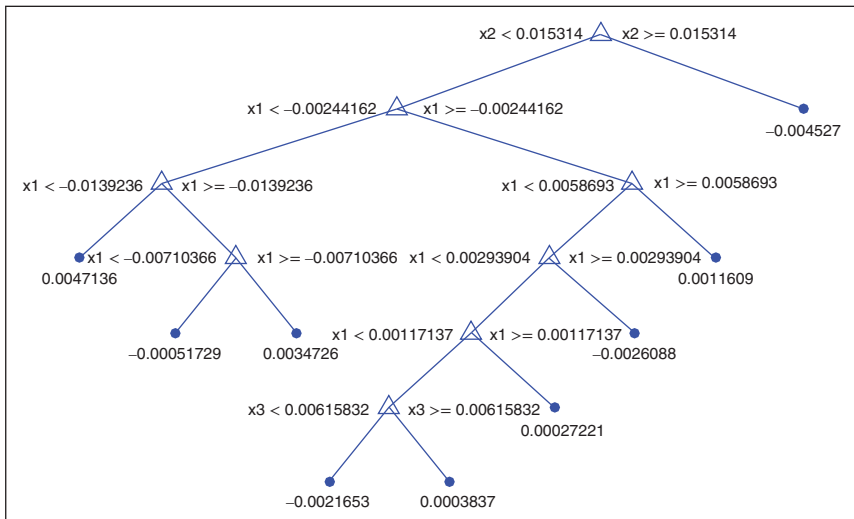 x2 < 0.015314 x2 >= 0.015314
x1 < −0.00244162 x1 >= −0.00244162
−0.004527
x1 < −0.0139236 x1 >= −0.0139236 x1 < 0.0058693 x1 >= 0.0058693
x1 < −0.00710366 x1 >= −0.00710366 x1 < 0.00293904 x1 >= 0.00293904
0.0047136 0.0011609
x1 < 0.00117137 x1 >= 0.00117137
−0.00051729 0.0034726 −0.0026088
x3 < 0.00615832 x3 >= 0.00615832
0.00027221
−0.0021653 0.0003837